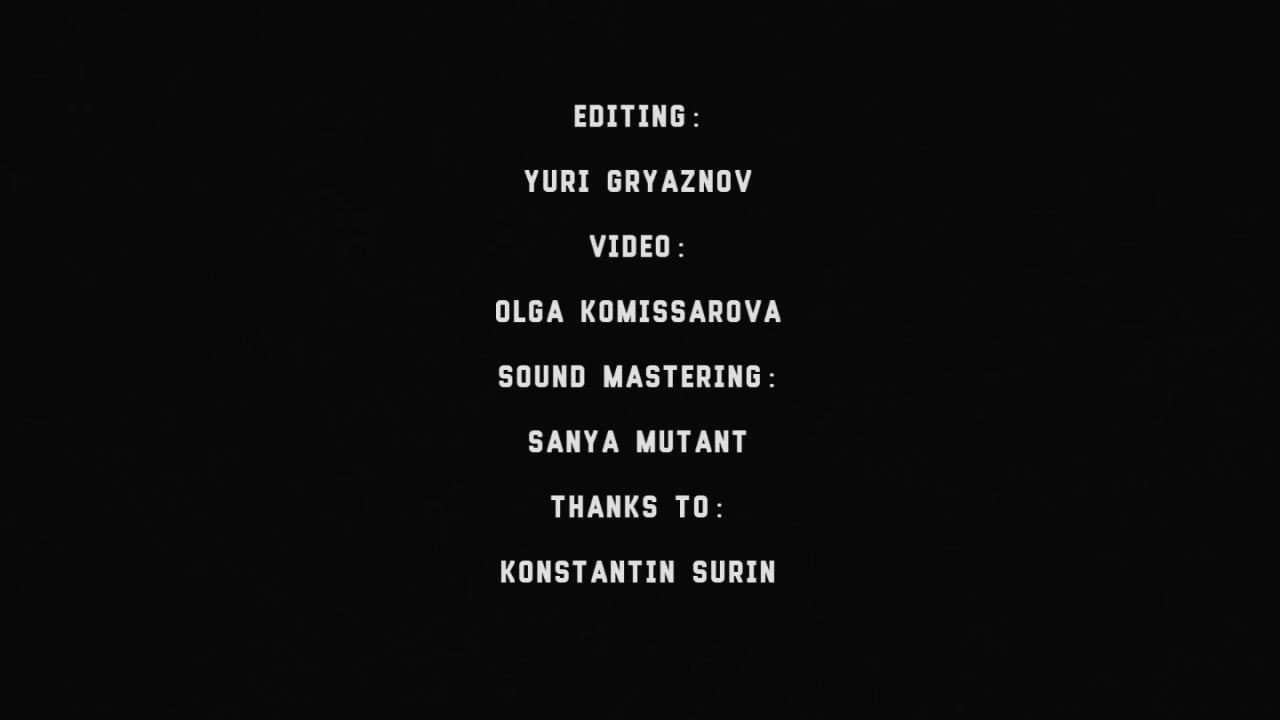 EDITING:
YURI GRYAZNOV
VIDEO:
OLGA KOMISSAROVA
SOUND MASTERING:
SANYA MUTANT
THANKS TO:
KONSTANTIN SURIN